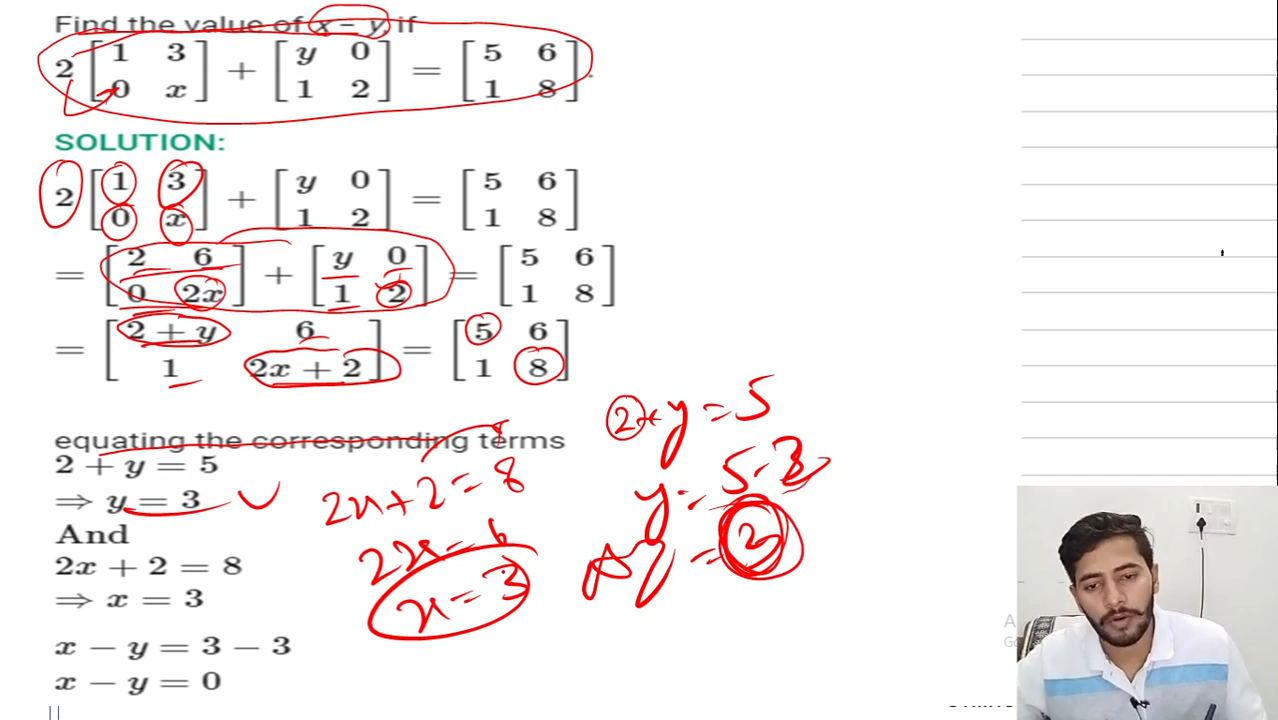 Find the value of x − y, if
2 [1 3 0 x] + [y 0 1 2] = [5 6 1 8].
SOLUTION:
2 [1 3 0 x] + [y 0 1 2] = [5 6 1 8]
= [2 6 0 2x] + [y 0 1 2] = [5 6 1 8]
= [2 + y 6 1 2x + 2] = [5 6 1 8]
equating the corresponding terms
2 + y = 5
⇒ y = 3
And
2x + 2 = 8
⇒ x = 3
x − y = 3 − 3
x − y = 0
2x+2=8
2x=6
x=3
2+y=5
y=5-2
y=3